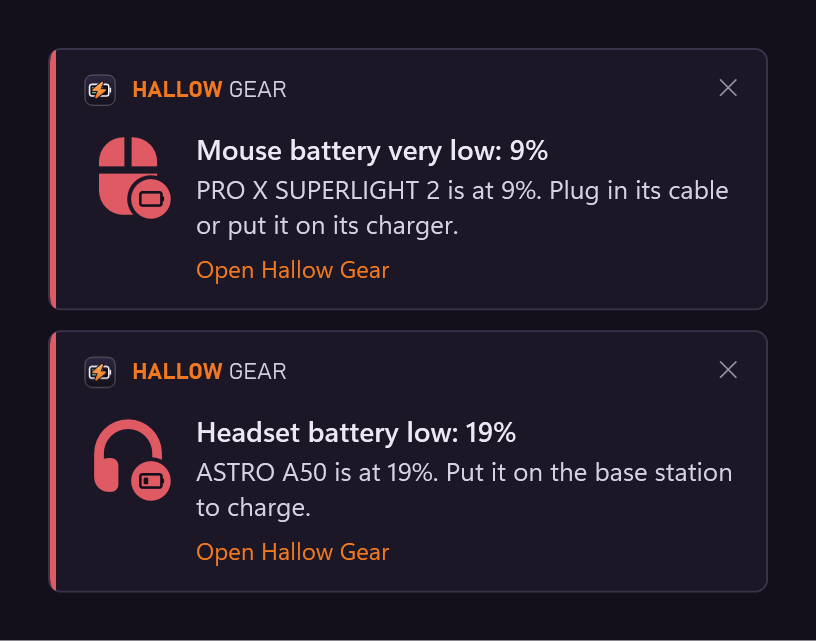 HALLOW GEAR
Mouse battery very low: 9%
PRO X SUPERLIGHT 2 is at 9%. Plug in its cable
or put it on its charger.
Open Hallow Gear
HALLOW GEAR
Headset battery low: 19%
ASTRO A50 is at 19%. Put it on the base station
to charge.
Open Hallow Gear